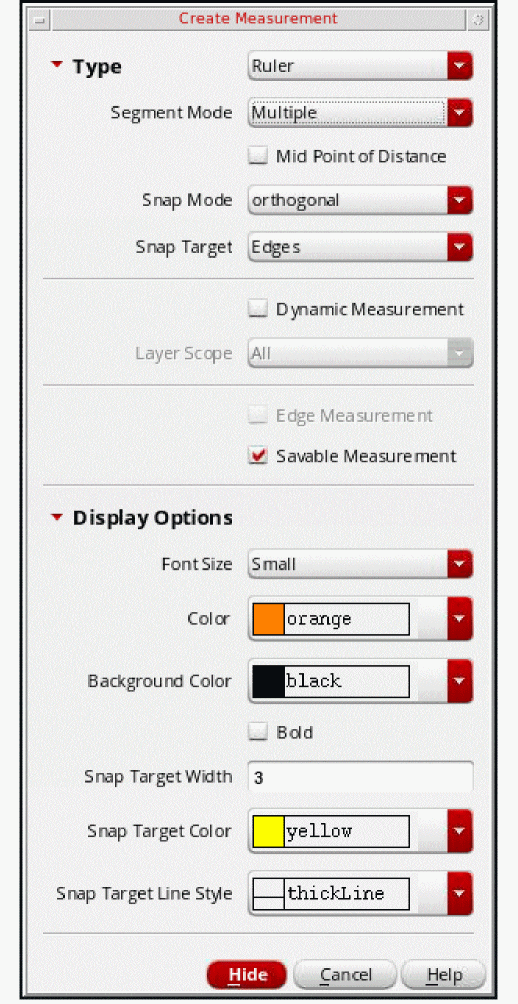 Create Measurement
Type Ruler
Segment Mode Multiple
Mid Point of Distance
Snap Mode orthogonal
Snap Target Edges
Dynamic Measurement
Layer Scope All
Edge Measurement
Savable Measurement
Display Options
Font Size Small
Color orange
Background Color black
Bold
Snap Target Width 3
Snap Target Color yellow
Snap Target Line Style thickLine
Hide Cancel Help